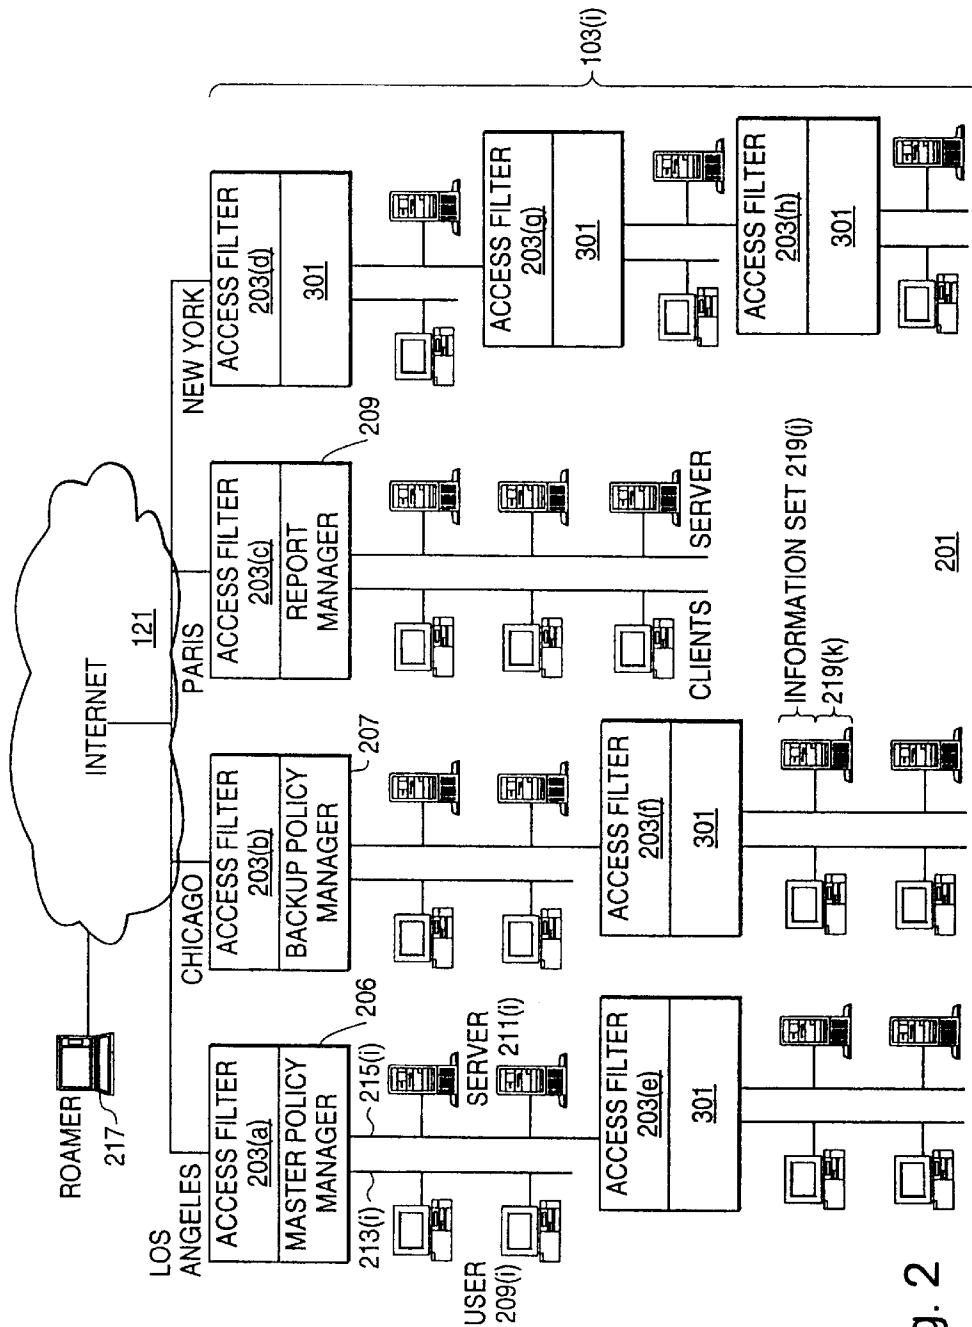 ROAMER
217
INTERNET
121
LOS
ANGELES
CHICAGO
PARIS
NEW YORK
ACCESS FILTER
203(a)
MASTER POLICY
MANAGER
206
ACCESS FILTER
203(b)
BACKUP POLICY
MANAGER
207
ACCESS FILTER
203(c)
REPORT
MANAGER
209
ACCESS FILTER
203(d)
301
103(i)
213(i)
215(i)
USER
209(i)
SERVER
211(i)
CLIENTS
SERVER
ACCESS FILTER
203(g)
301
ACCESS FILTER
203(e)
301
ACCESS FILTER
203(f)
301
ACCESS FILTER
203(h)
301
INFORMATION SET 219(j)
219(k)
201
2